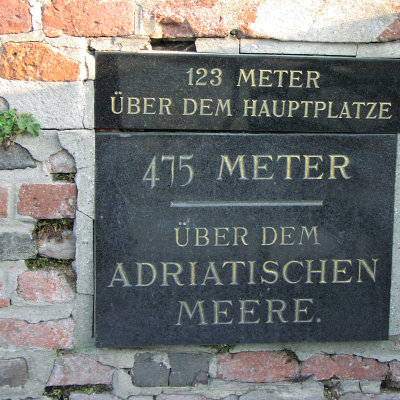 123 METER
ÜBER DEM HAUPTPLATZE
475 METER
ÜBER DEM
ADRIATISCHEN
MEERE.